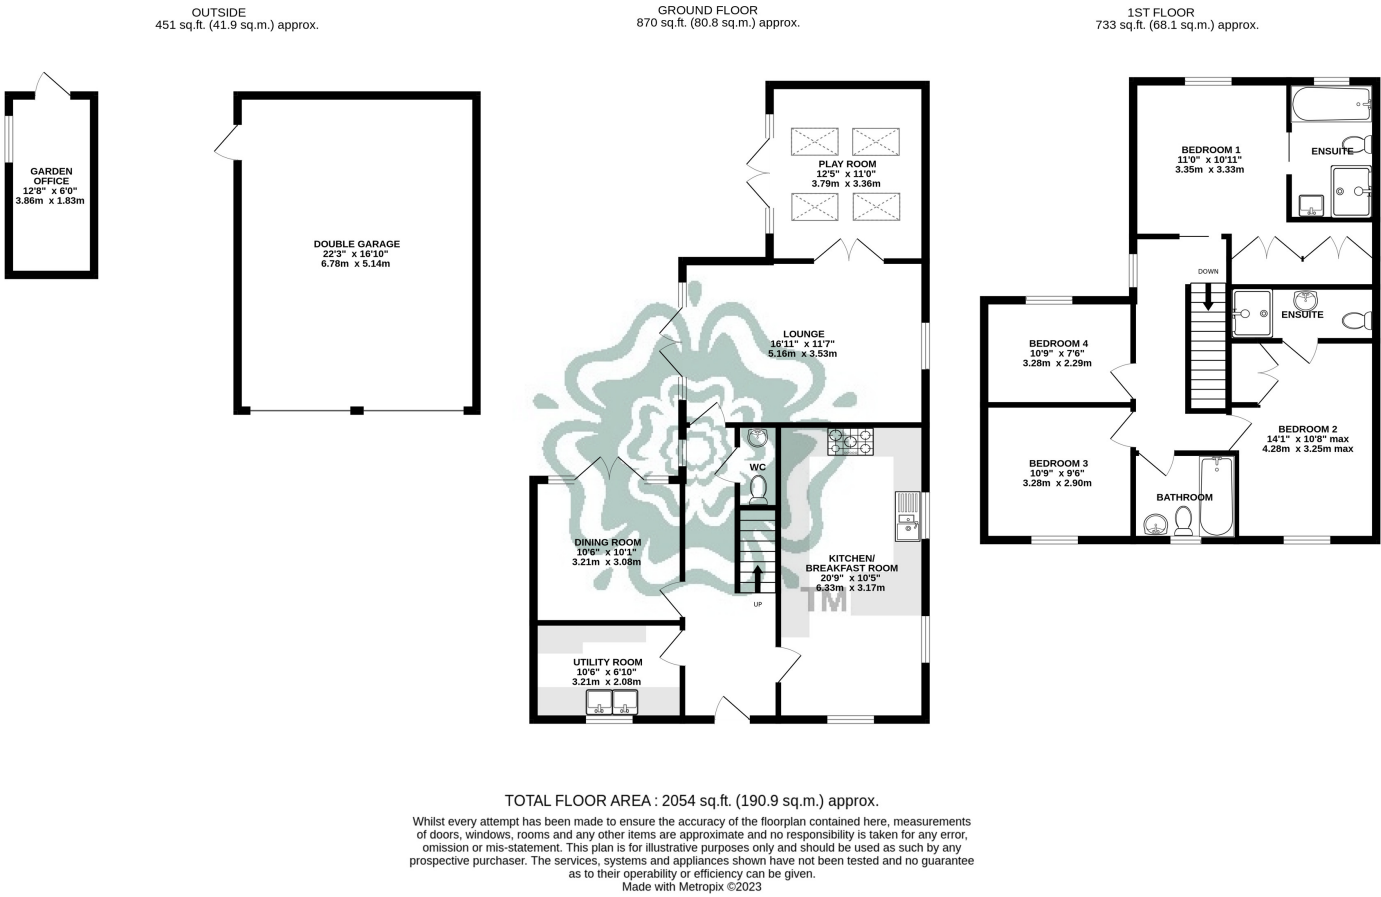 OUTSIDE
451 sq.ft. (41.9 sq.m.) approx.
GROUND FLOOR
870 sq.ft. (80.8 sq.m.) approx.
1ST FLOOR
733 sq.ft. (68.1 sq.m.) approx.
GARDEN
OFFICE
12'8" x 6'0"
3.86m x 1.83m
DOUBLE GARAGE
22'3" x 16'10"
6.78m x 5.14m
PLAY ROOM
12'5" x 11'0"
3.79m x 3.36m
LOUNGE
16'11" x 11'7"
5.16m x 3.53m
WC
DINING ROOM
10'6" x 10'1"
3.21m x 3.08m
KITCHEN/
BREAKFAST ROOM
20'9" x 10'5"
6.33m x 3.17m
TM
UP
UTILITY ROOM
10'6" x 6'10"
3.21m x 2.08m
BEDROOM 1
11'0" x 10'11"
3.35m x 3.33m
ENSUITE
DOWN
ENSUITE
BEDROOM 4
10'9" x 7'6"
3.28m x 2.29m
BEDROOM 2
14'1" x 10'8" max
4.28m x 3.25m max
BEDROOM 3
10'9" x 9'6"
3.28m x 2.90m
BATHROOM
TOTAL FLOOR AREA : 2054 sq.ft. (190.9 sq.m.) approx.
Whilst every attempt has been made to ensure the accuracy of the floorplan contained here, measurements
of doors, windows, rooms and any other items are approximate and no responsibility is taken for any error,
omission or mis-statement. This plan is for illustrative purposes only and should be used as such by any
prospective purchaser. The services, systems and appliances shown have not been tested and no guarantee
as to their operability or efficiency can be given.
Made with Metropix ©2023